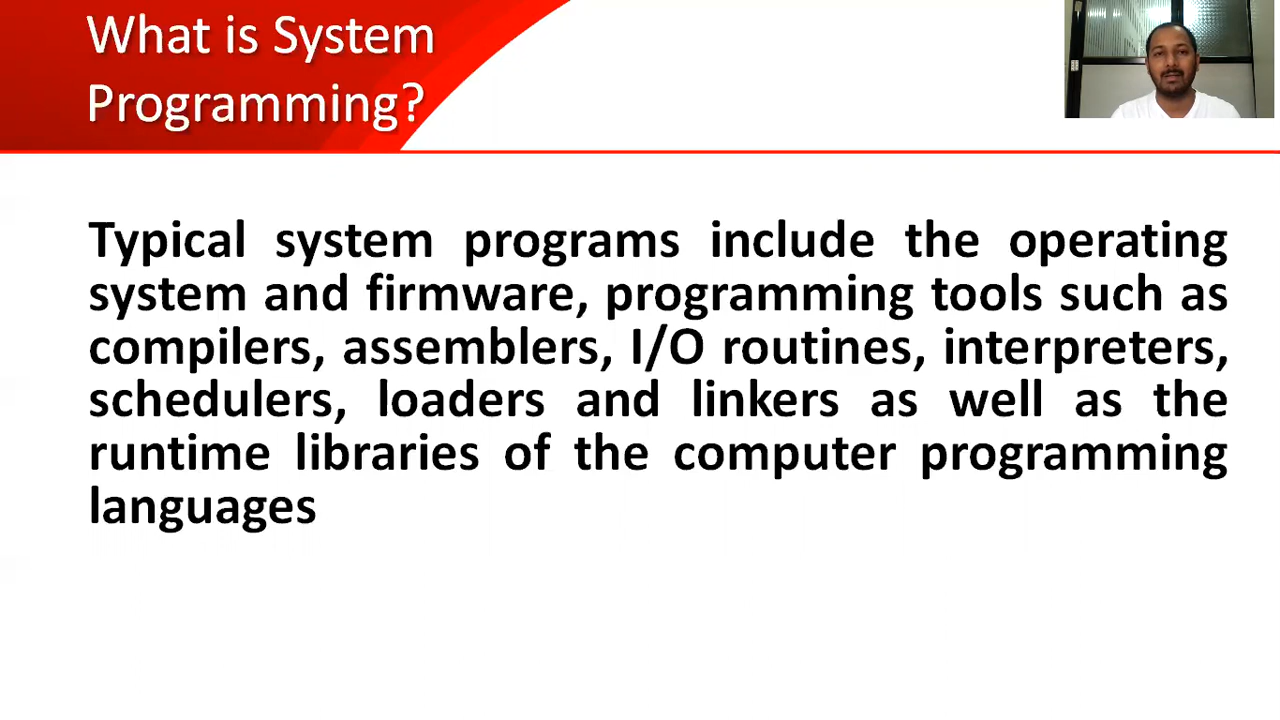 What is System
Programming?
Typical system programs include the operating
system and firmware, programming tools such as
compilers, assemblers, I/O routines, interpreters,
schedulers, loaders and linkers as well as the
runtime libraries of the computer programming
languages